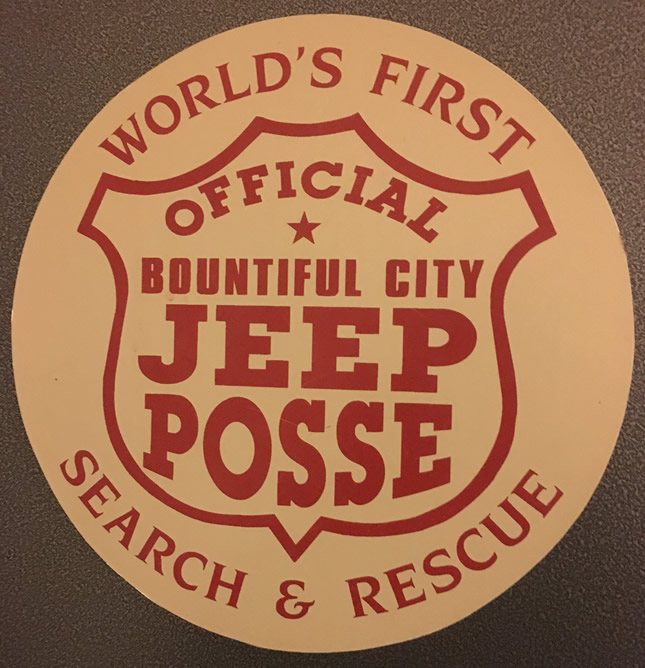 WORLD'S FIRST
OFFICIAL
BOUNTIFUL CITY
JEEP
POSSE
SEARCH & RESCUE